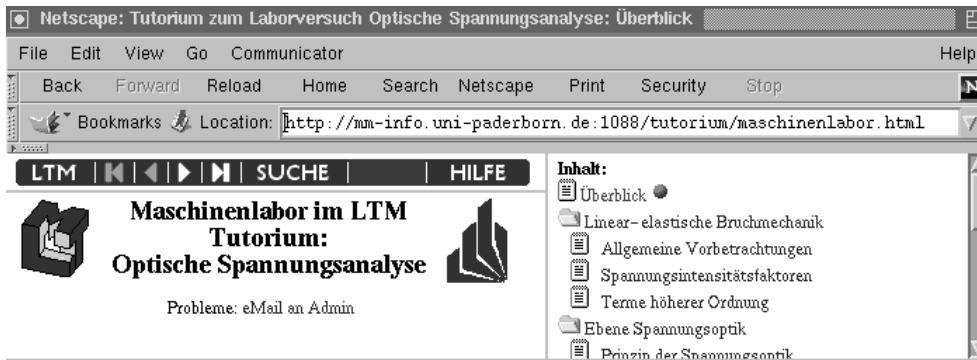 Netscape: Tutorium zum Laborversuch Optische Spannungsanalyse: Überblick
File Edit View Go Communicator Help
Back Forward Reload Home Search Netscape Print Security Stop N
Bookmarks Location: http://mm-info.uni-paderborn.de:1088/tutorium/maschinenlabor.html
LTM SUCHE HILFE
Maschinenlabor im LTM
Tutorium:
Optische Spannungsanalyse
Probleme: eMail an Admin
Inhalt:
Überblick
Linear-elastische Bruchmechanik
Allgemeine Vorbetrachtungen
Spannungsintensitätsfaktoren
Terme höherer Ordnung
Ebene Spannungsoptik
Prinzip der Spannungsoptik